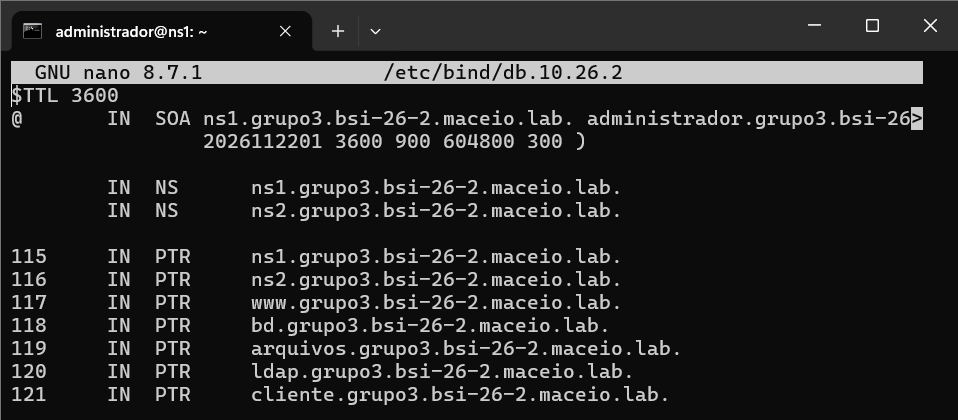 administrador@ns1: ~
GNU nano 8.7.1 /etc/bind/db.10.26.2
$TTL 3600
@ IN SOA ns1.grupo3.bsi-26-2.maceio.lab. administrador.grupo3.bsi-26>
2026112201 3600 900 604800 300 )
IN NS ns1.grupo3.bsi-26-2.maceio.lab.
IN NS ns2.grupo3.bsi-26-2.maceio.lab.
115 IN PTR ns1.grupo3.bsi-26-2.maceio.lab.
116 IN PTR ns2.grupo3.bsi-26-2.maceio.lab.
117 IN PTR www.grupo3.bsi-26-2.maceio.lab.
118 IN PTR bd.grupo3.bsi-26-2.maceio.lab.
119 IN PTR arquivos.grupo3.bsi-26-2.maceio.lab.
120 IN PTR ldap.grupo3.bsi-26-2.maceio.lab.
121 IN PTR cliente.grupo3.bsi-26-2.maceio.lab.